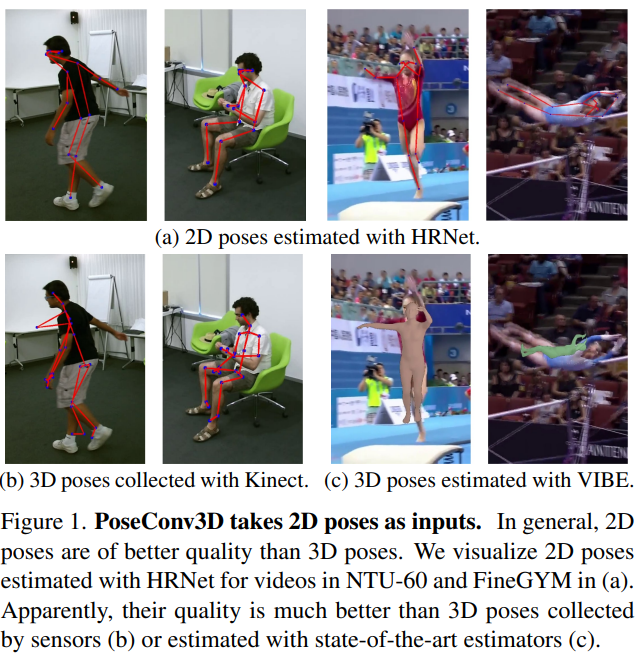 (a) 2D poses estimated with HRNet.
(b) 3D poses collected with Kinect.
(c) 3D poses estimated with VIBE.
Figure 1. PoseConv3D takes 2D poses as inputs. In general, 2D
poses are of better quality than 3D poses. We visualize 2D poses
estimated with HRNet for videos in NTU-60 and FineGYM in (a).
Apparently, their quality is much better than 3D poses collected
by sensors (b) or estimated with state-of-the-art estimators (c).